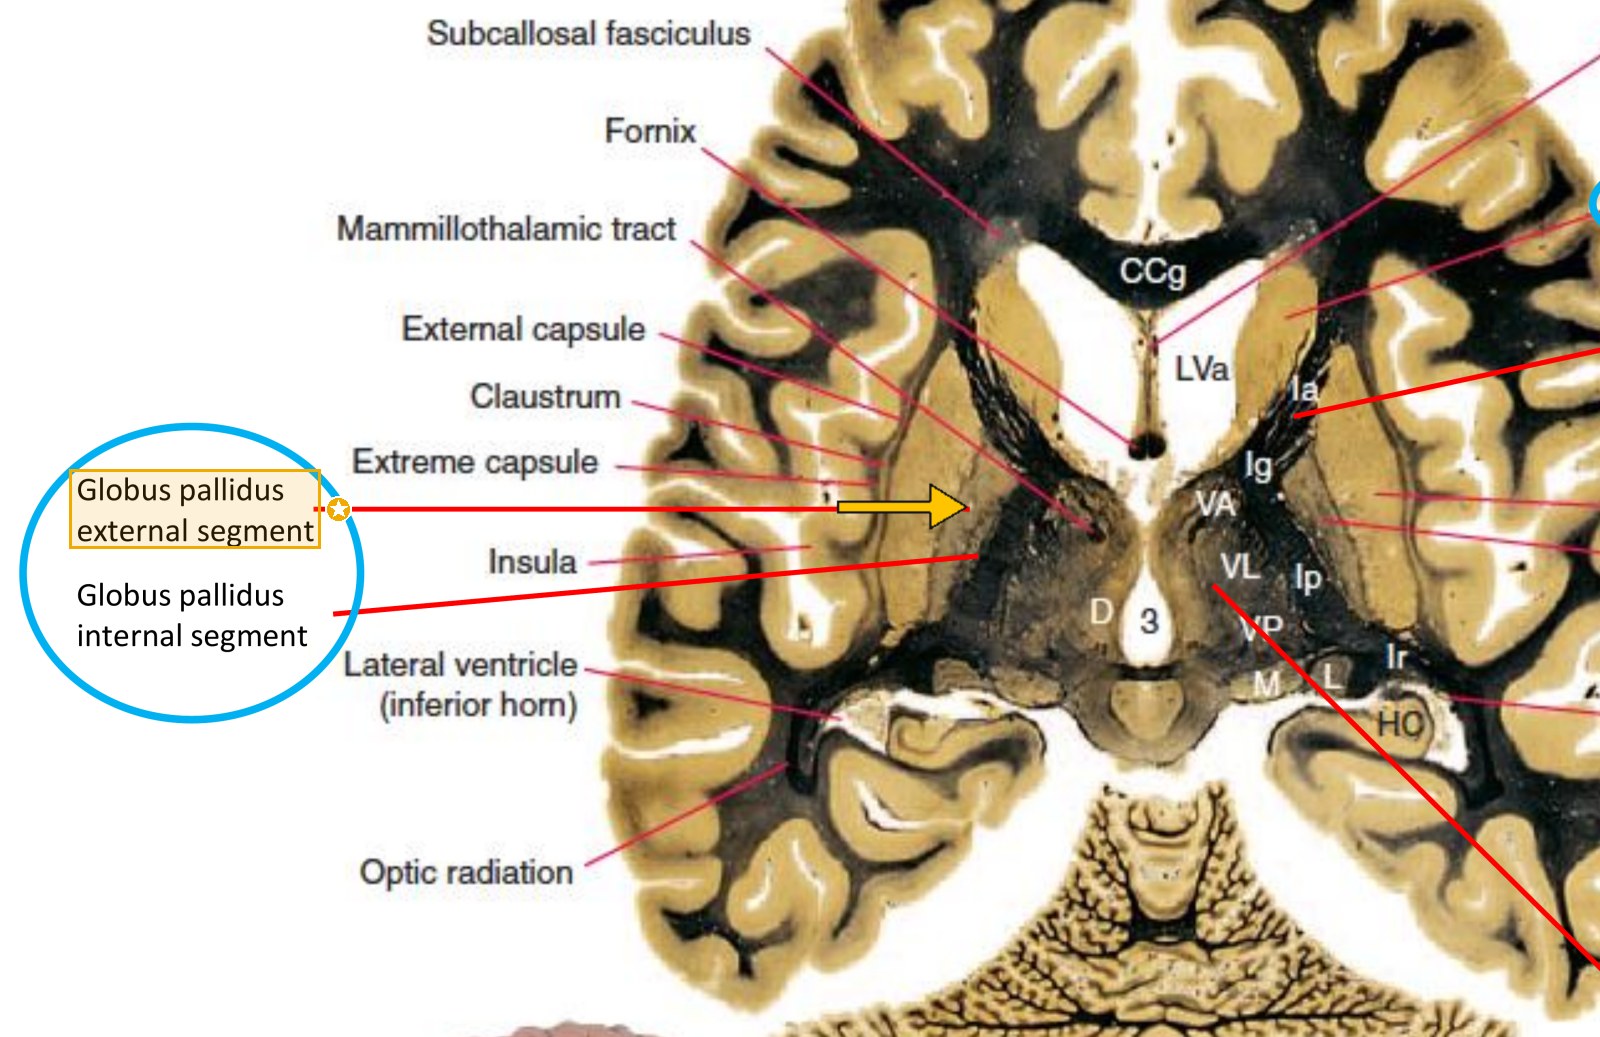 Subcallosal fasciculus
Fornix
Mammillothalamic tract
CCg
External capsule
LVa
Ia
Claustrum
Extreme capsule
Ig
Globus pallidus
external segment
VA
Insula
VL
Ip
Globus pallidus
internal segment
D
3
VP
Ir
Lateral ventricle
(inferior horn)
M
L
HC
Optic radiation